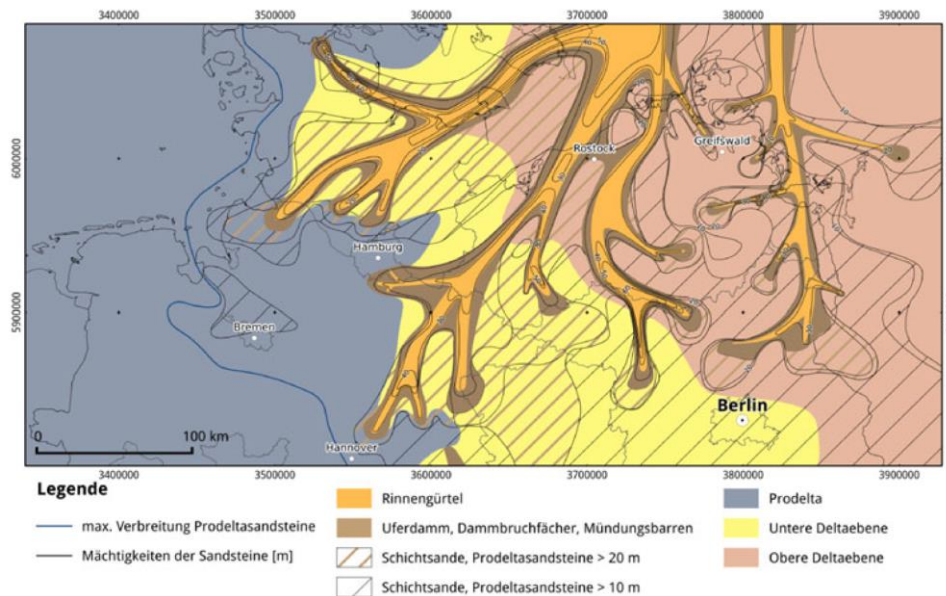 3400000 3500000 3600000 3700000 3800000 3900000
6000000
5900000
Rostock
Greifswald
Hamburg
Bremen
Berlin
Hannover
0 100 km
3400000 3500000 3600000 3700000 3800000 3900000
Legende
max. Verbreitung Prodeltasandsteine
Mächtigkeiten der Sandsteine [m]
Rinnengürtel
Uferdamm, Dammbruchfächer, Mündungsbarren
Schichtsande, Prodeltasandsteine > 20 m
Schichtsande, Prodeltasandsteine > 10 m
Prodelta
Untere Deltaebene
Obere Deltaebene